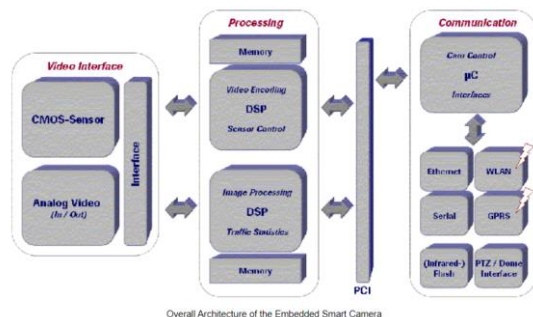 Processing
Communication
Video Interface
Memory
Com Control
µC
Interfaces
CMOS-Sensor
Interface
Video Encoding
DSP
Sensor Control
Analog Video
(In / Out)
Image Processing
DSP
Traffic Statistics
Memory
PCI
Ethernet
WLAN
Serial
GPRS
(Infrared-)
Flash
PTZ / Dome
Interface
Overall Architecture of the Embedded Smart Camera